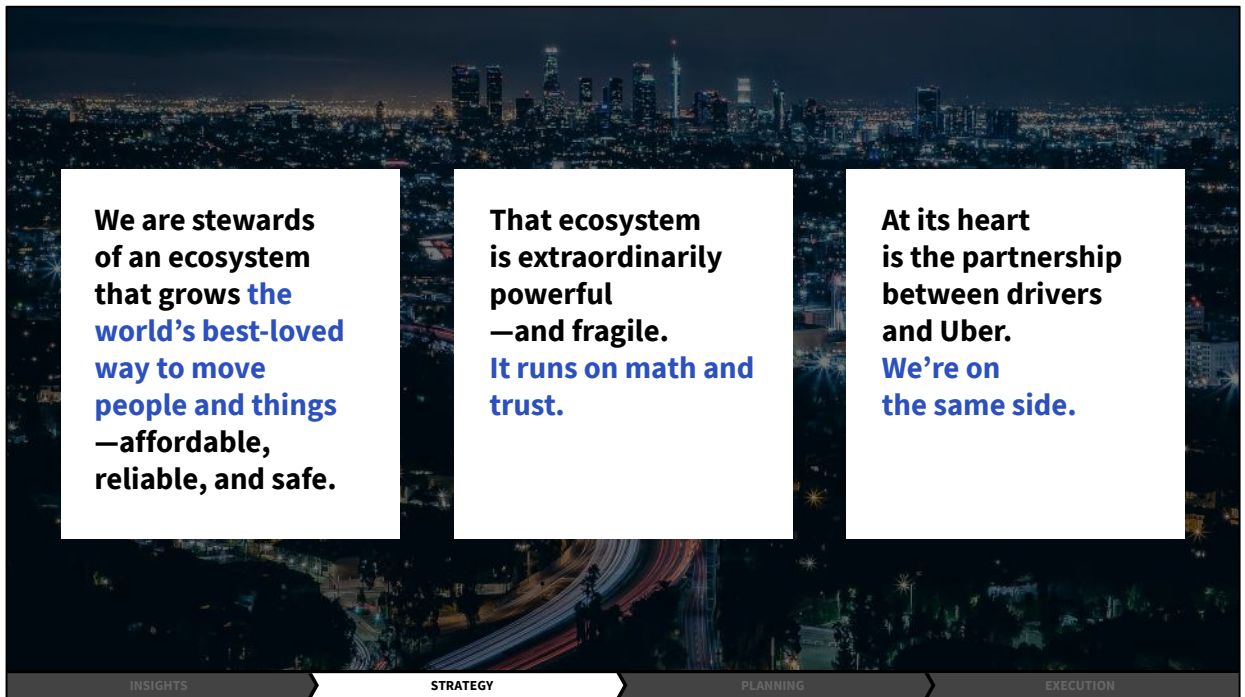 We are stewards
of an ecosystem
that grows the
world’s best-loved
way to move
people and things
—affordable,
reliable, and safe.
That ecosystem
is extraordinarily
powerful
—and fragile.
It runs on math and
trust.
At its heart
is the partnership
between drivers
and Uber.
We’re on
the same side.
INSIGHTS
STRATEGY
PLANNING
EXECUTION